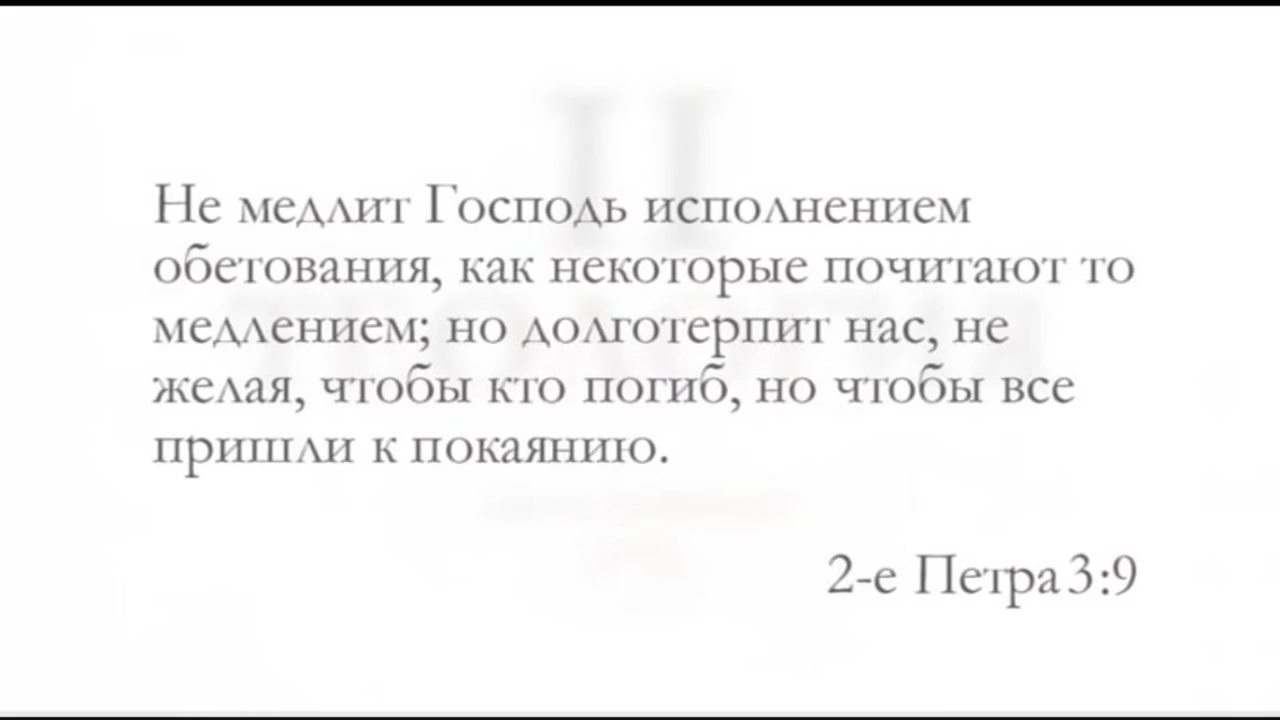 Не медлит Господь исполнением
обетования, как некоторые почитают то
медлением; но долготерпит нас, не
желая, чтобы кто погиб, но чтобы все
пришли к покаянию.
2-е Петра 3:9